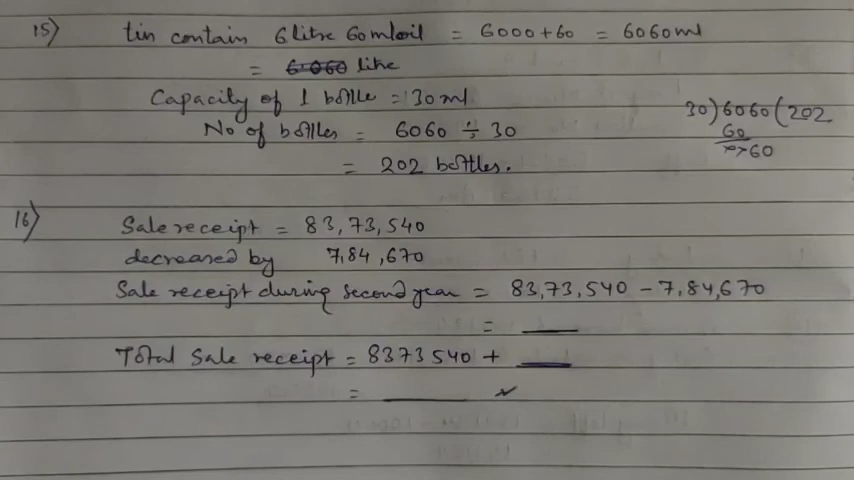 15) tin contain 6 litre 60 ml oil = 6000+60 = 6060 ml
= 6.060 litre
Capacity of 1 bottle = 30 ml
No of bottles = 6060 ÷ 30
= 202 bottles.
30)6060(202
60
××60
16) Sale receipt = 83,73,540
decreased by 7,84,670
Sale receipt during second year = 83,73,540 - 7,84,670
= ____
Total Sale receipt = 8373540 + ____
= ____